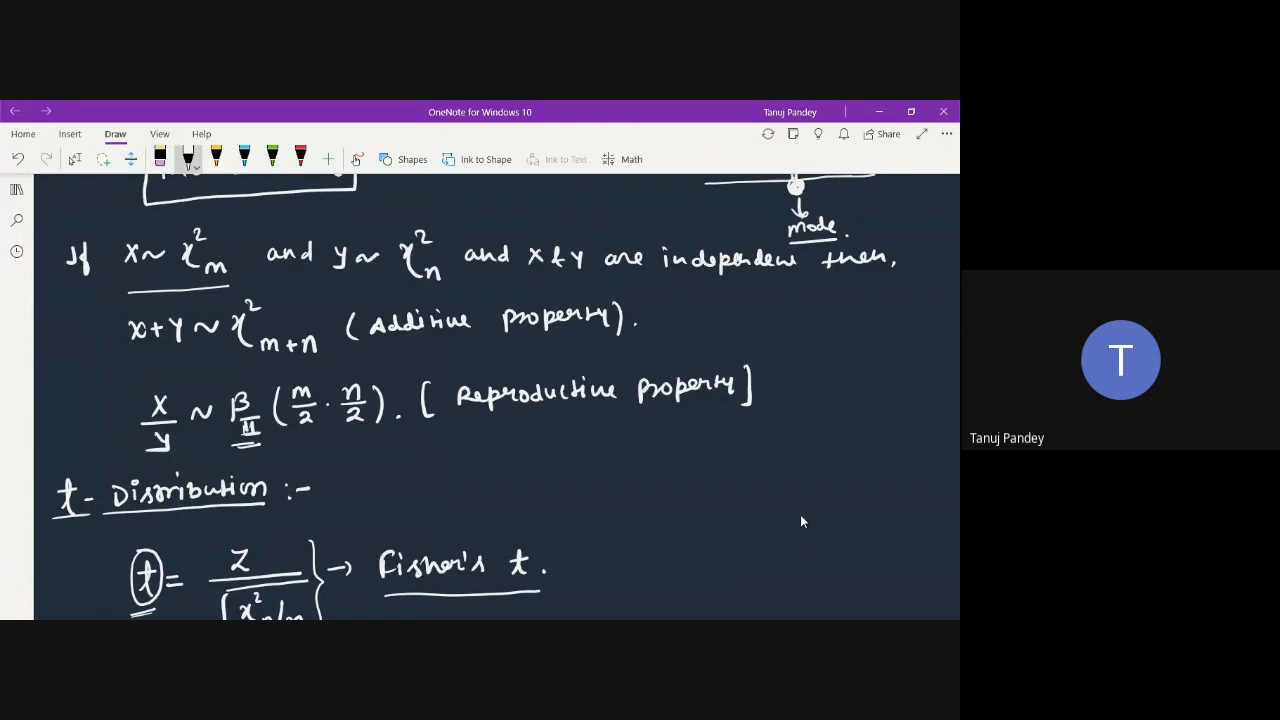 OneNote for Windows 10
Tanuj Pandey
Home Insert Draw View Help
Share
Shapes Ink to Shape Ink to Text Math
mode.
If X ~ χ²m and y ~ χ²n and X & Y are independent then,
X+Y ~ χ²m+n (Additive property).
X/y ~ βII (m/2 . n/2). [Reproductive property]
t - Distribution :-
t = Z / √χ²n/n } → Fisher's t.
T
Tanuj Pandey